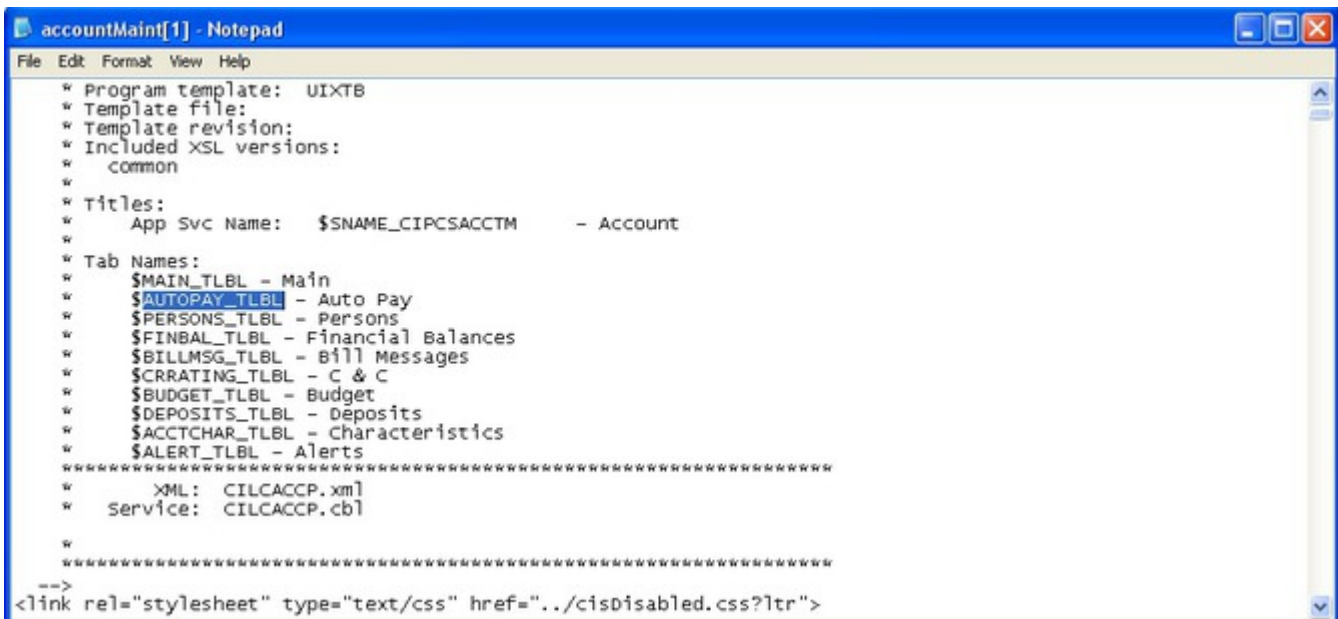 accountMaint[1] - Notepad
File Edit Format View Help
* Program template: UIXTB
* Template file:
* Template revision:
* Included XSL versions:
* common
*
* Titles:
* App Svc Name: $SNAME_CIPCSACCTM - Account
*
* Tab Names:
* $MAIN_TLBL - Main
* $AUTOPAY_TLBL - Auto Pay
* $PERSONS_TLBL - Persons
* $FINBAL_TLBL - Financial Balances
* $BILLMSG_TLBL - Bill Messages
* $CRRATING_TLBL - C & C
* $BUDGET_TLBL - Budget
* $DEPOSITS_TLBL - Deposits
* $ACCTCHAR_TLBL - Characteristics
* $ALERT_TLBL - Alerts
******************************************************************
* XML: CILCACCP.xml
* Service: CILCACCP.cbl
*
******************************************************************
-->
<link rel="stylesheet" type="text/css" href="../cisDisabled.css?ltr">